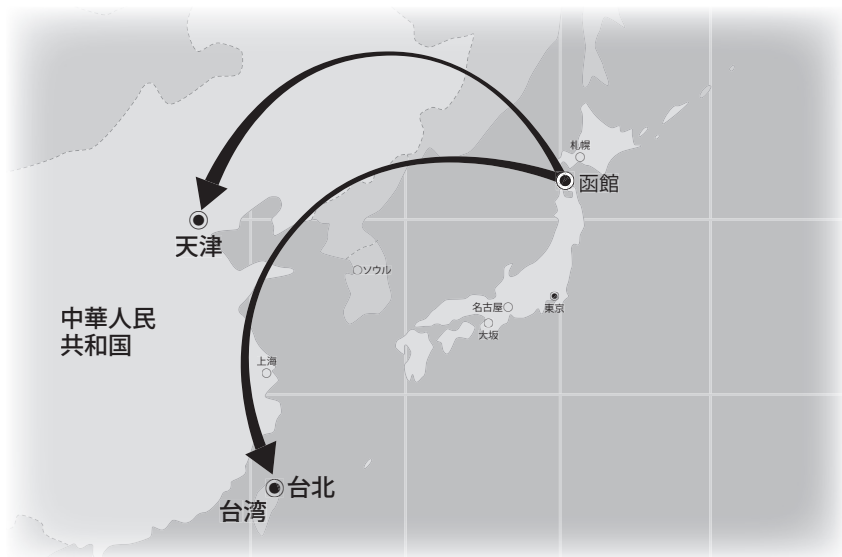 札幌
函館
天津
ソウル
名古屋
東京
大坂
中華人民
共和国
上海
台北
台湾